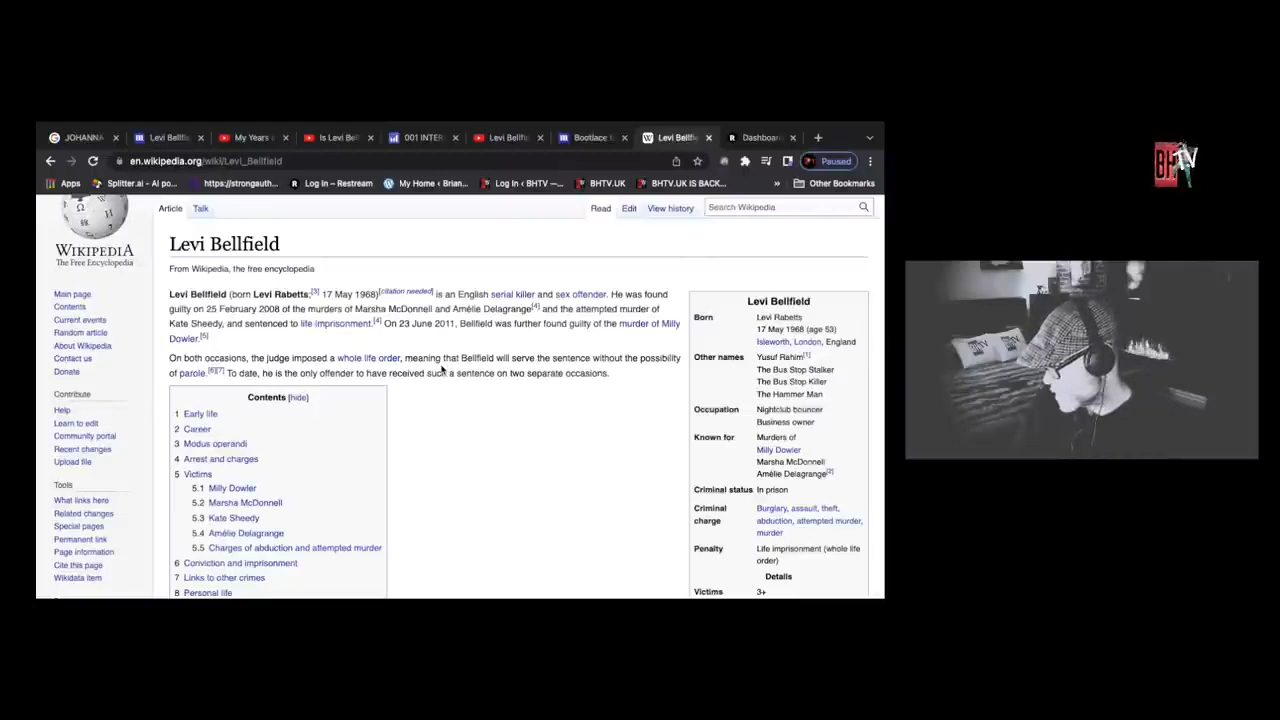 JOHANNA
Levi Bellfi
My Years
Is Levi Bel
001 INTER
Levi Bellfi
Bootlace
Levi Bellfi
Dashboar
en.wikipedia.org/wiki/Levi_Bellfield
Paused
Apps
Splitter.ai - AI po...
https://strongauth...
Log In – Restream
My Home ‹ Brian...
Log In ‹ BHTV —...
BHTV.UK
BHTV.UK IS BACK...
»
Other Bookmarks
BHTV
WIKIPEDIA
The Free Encyclopedia
Main page
Contents
Current events
Random article
About Wikipedia
Contact us
Donate
Contribute
Help
Learn to edit
Community portal
Recent changes
Upload file
Tools
What links here
Related changes
Special pages
Permanent link
Page information
Cite this page
Wikidata item
Article
Talk
Read
Edit
View history
Search Wikipedia
Levi Bellfield
From Wikipedia, the free encyclopedia
Levi Bellfield (born Levi Rabetts;[3] 17 May 1968)[citation needed] is an English serial killer and sex offender. He was found
guilty on 25 February 2008 of the murders of Marsha McDonnell and Amélie Delagrange[4] and the attempted murder of
Kate Sheedy, and sentenced to life imprisonment.[4] On 23 June 2011, Bellfield was further found guilty of the murder of Milly
Dowler.[5]
On both occasions, the judge imposed a whole life order, meaning that Bellfield will serve the sentence without the possibility
of parole.[6][7] To date, he is the only offender to have received such a sentence on two separate occasions.
Contents [hide]
1 Early life
2 Career
3 Modus operandi
4 Arrest and charges
5 Victims
5.1 Milly Dowler
5.2 Marsha McDonnell
5.3 Kate Sheedy
5.4 Amélie Delagrange
5.5 Charges of abduction and attempted murder
6 Conviction and imprisonment
7 Links to other crimes
8 Personal life
Levi Bellfield
Born Levi Rabetts
17 May 1968 (age 53)
Isleworth, London, England
Other names Yusuf Rahim[1]
The Bus Stop Stalker
The Bus Stop Killer
The Hammer Man
Occupation Nightclub bouncer
Business owner
Known for Murders of
Milly Dowler
Marsha McDonnell
Amélie Delagrange[2]
Criminal status In prison
Criminal charge Burglary, assault, theft,
abduction, attempted murder,
murder
Penalty Life imprisonment (whole life
order)
Details
Victims 3+